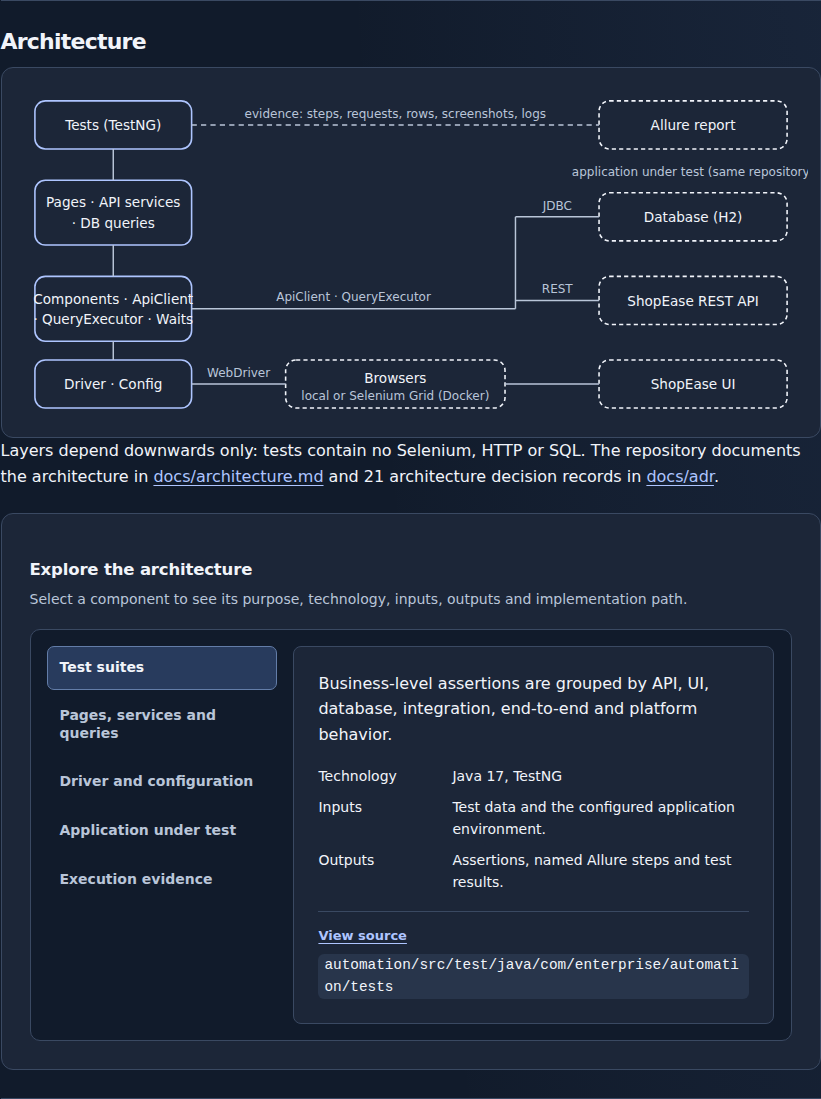 Architecture
Tests (TestNG)
evidence: steps, requests, rows, screenshots, logs
Allure report
application under test (same repository
Pages · API services
· DB queries
JDBC
Database (H2)
Components · ApiClient
· QueryExecutor · Waits
ApiClient · QueryExecutor
REST
ShopEase REST API
Driver · Config
WebDriver
Browsers
local or Selenium Grid (Docker)
ShopEase UI
Layers depend downwards only: tests contain no Selenium, HTTP or SQL. The repository documents
the architecture in docs/architecture.md and 21 architecture decision records in docs/adr.
Explore the architecture
Select a component to see its purpose, technology, inputs, outputs and implementation path.
Test suites
Pages, services and
queries
Driver and configuration
Application under test
Execution evidence
Business-level assertions are grouped by API, UI,
database, integration, end-to-end and platform
behavior.
Technology Java 17, TestNG
Inputs Test data and the configured application
environment.
Outputs Assertions, named Allure steps and test
results.
View source
automation/src/test/java/com/enterprise/automati
on/tests